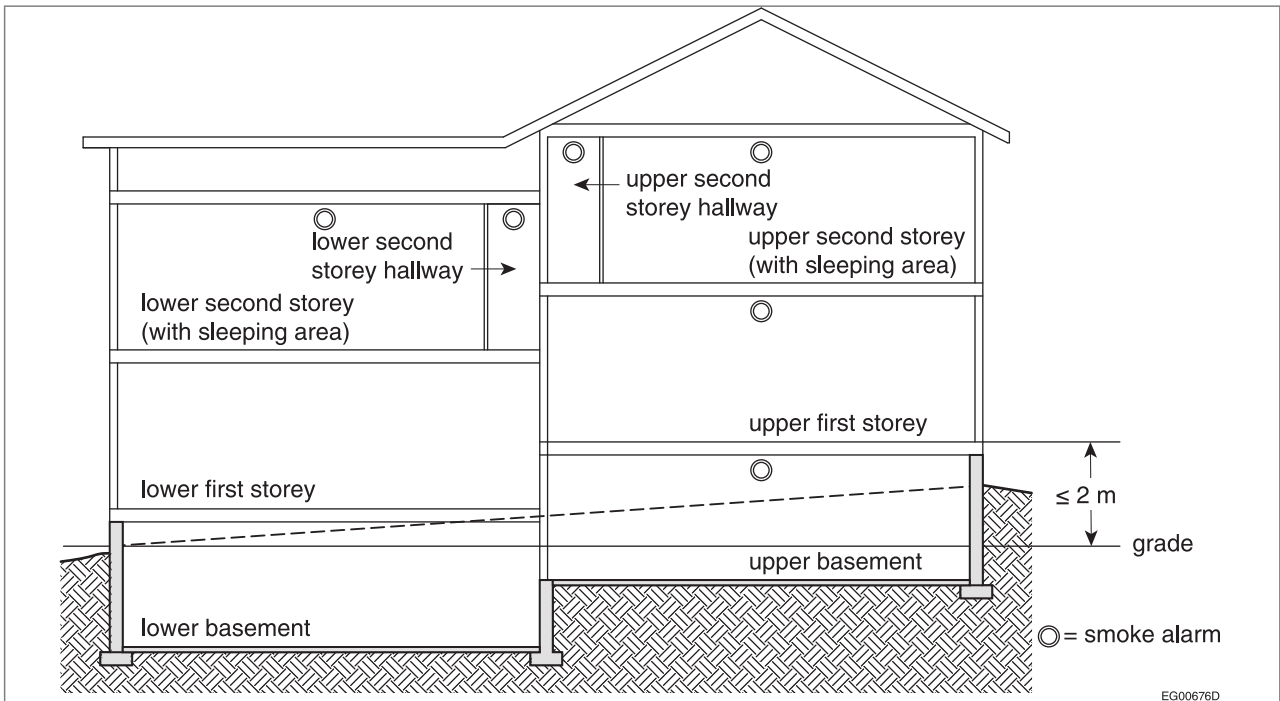 upper second
storey hallway
lower second
storey hallway
upper second storey
(with sleeping area)
lower second storey
(with sleeping area)
upper first storey
lower first storey
≤ 2 m
grade
upper basement
lower basement
= smoke alarm
EG00676D